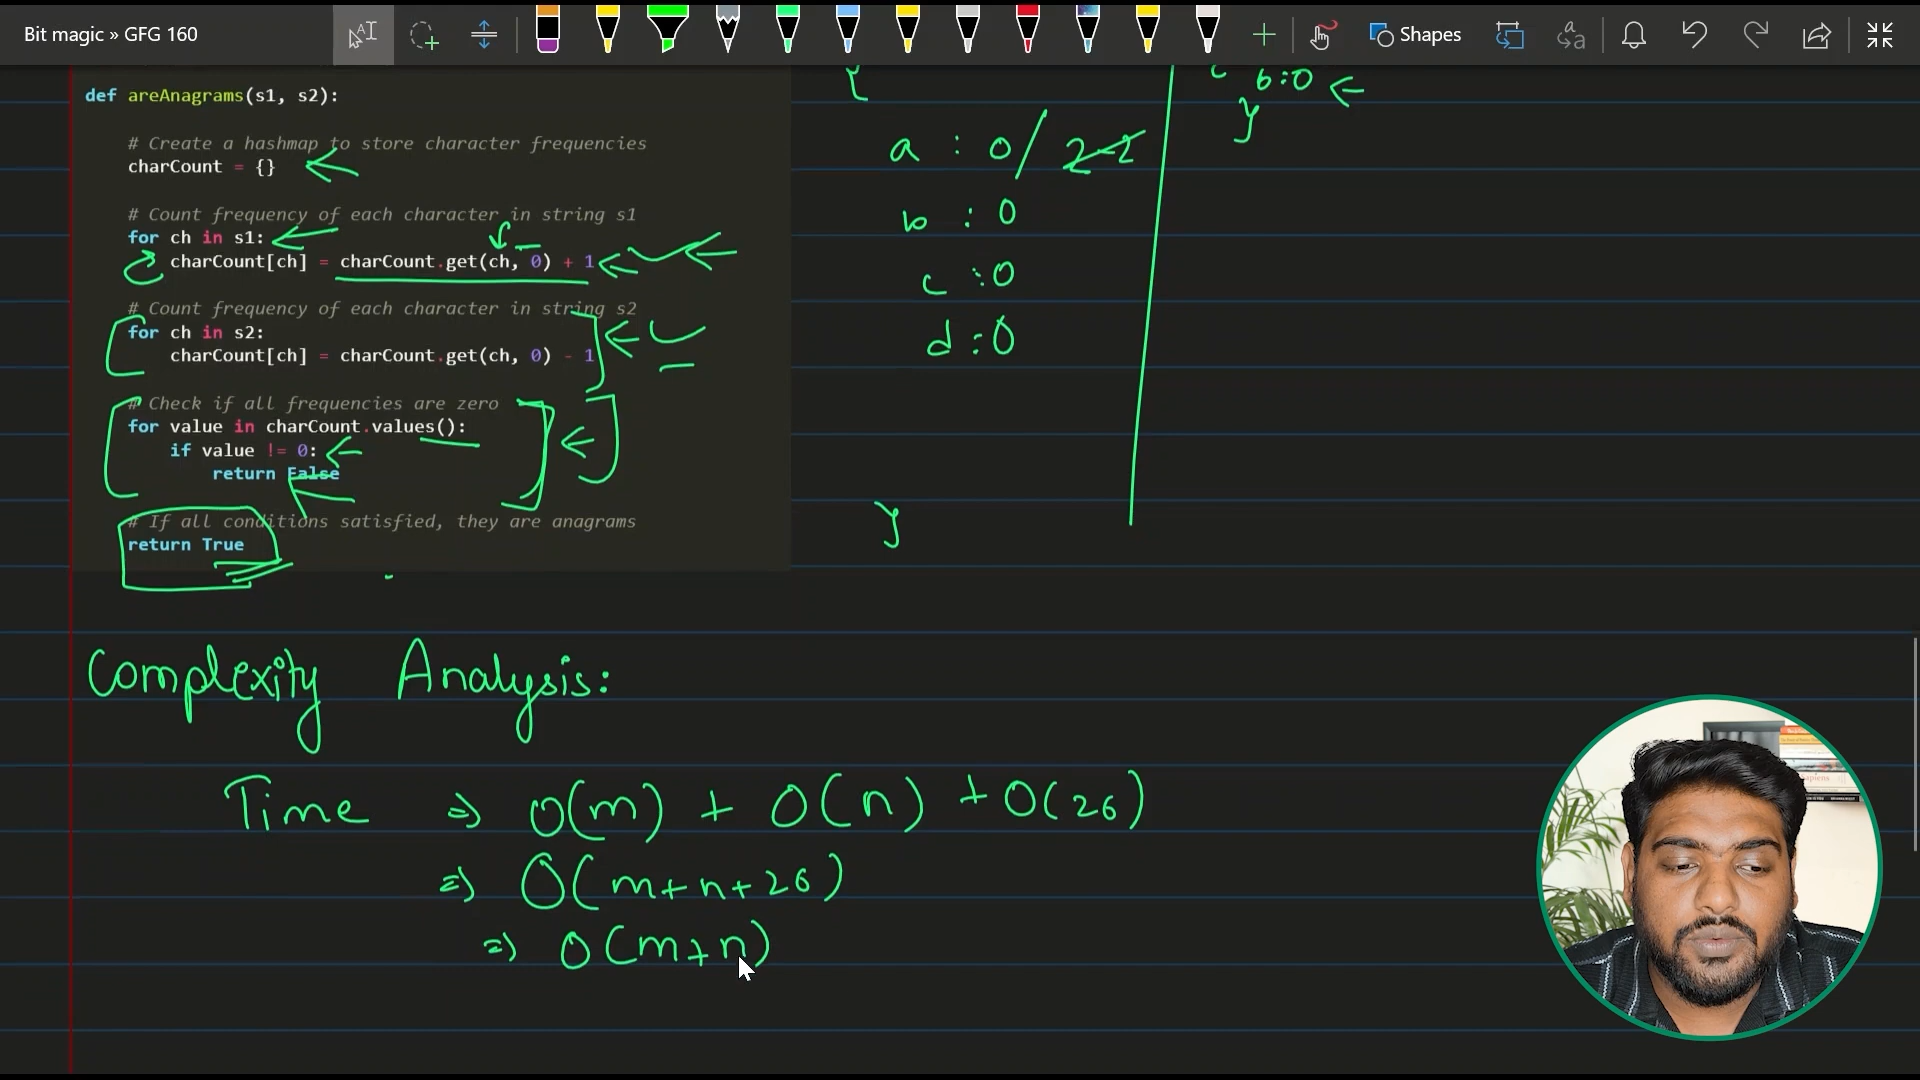 Bit magic » GFG 160
Shapes
def areAnagrams(s1, s2):
# Create a hashmap to store character frequencies
charCount = {}
# Count frequency of each character in string s1
for ch in s1:
charCount[ch] = charCount.get(ch, 0) + 1
# Count frequency of each character in string s2
for ch in s2:
charCount[ch] = charCount.get(ch, 0) - 1
# Check if all frequencies are zero
for value in charCount.values():
if value != 0:
return False
# If all conditions satisfied, they are anagrams
return True
{
a : 0/ 2-2
b : 0
c : 0
d : 0
}
b : 0
}
Complexity Analysis:
Time ⇒ O(m) + O(n) + O(26)
⇒ O(m+n+26)
⇒ O(m+n)